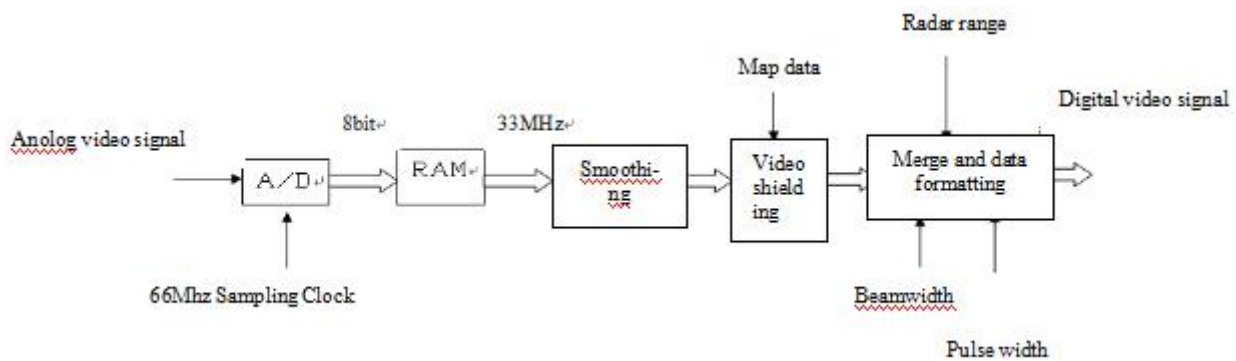 Radar range
Map data
Digital video signal
8bit
33MHz
Anolog video signal
A/D
RAM
Smoothi-
ng
Video
shield
ing
Merge and data
formatting
66Mhz Sampling Clock
Beamwidth
Pulse width